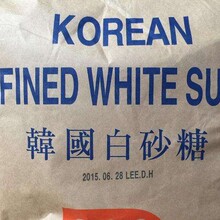 KOREAN
FINED WHITE SU
韓國白砂糖
2015. 06. 28 LEE.D.H